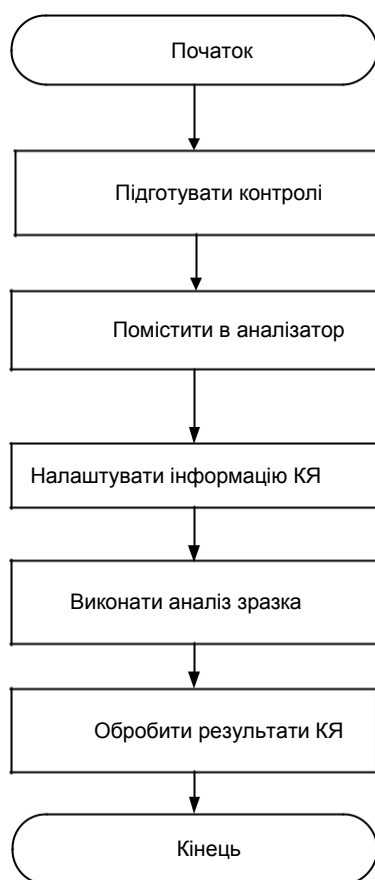 Початок
Підготувати контролі
Помістити в аналізатор
Налаштувати інформацію КЯ
Виконати аналіз зразка
Обробити результати КЯ
Кінець